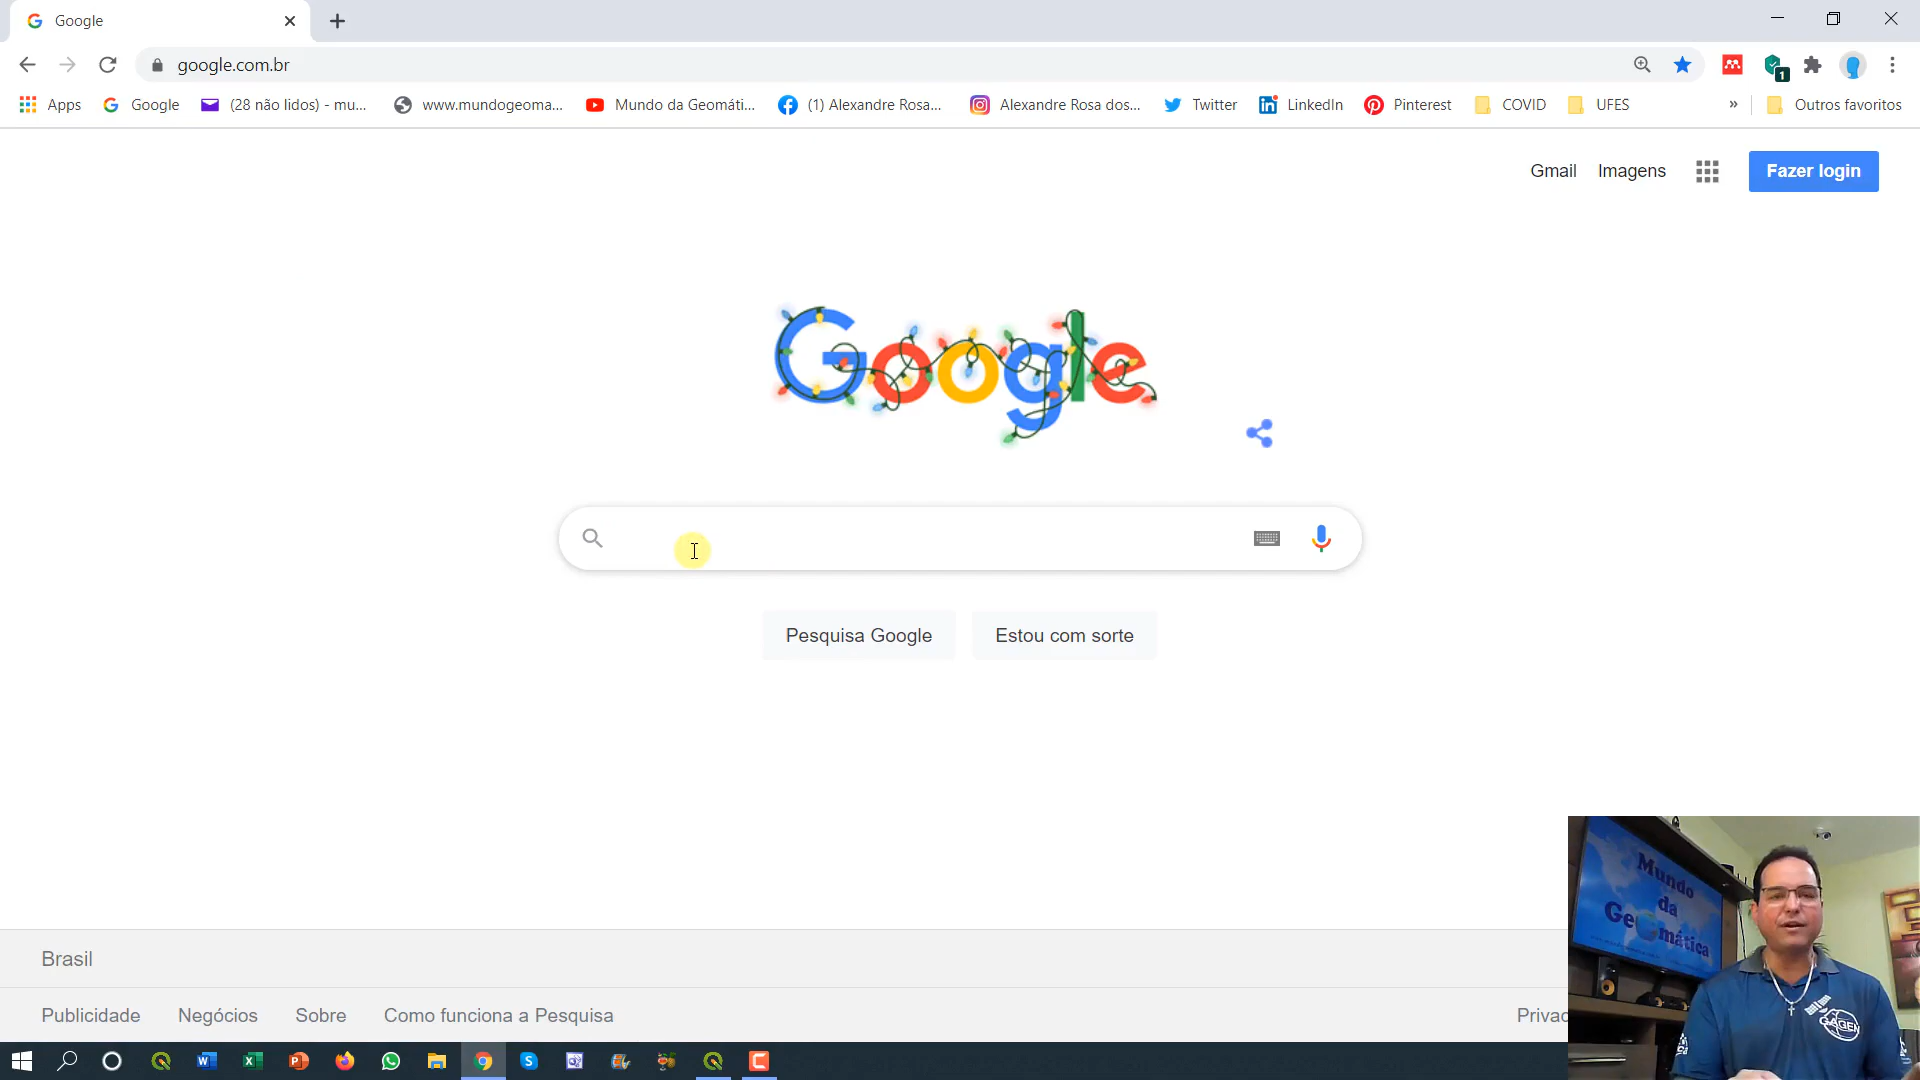 Google
google.com.br
Apps
Google
(28 não lidos) - mu...
www.mundogeoma...
Mundo da Geomáti...
(1) Alexandre Rosa...
Alexandre Rosa dos...
Twitter
LinkedIn
Pinterest
COVID
UFES
»
Outros favoritos
Gmail
Imagens
Fazer login
Google
Pesquisa Google
Estou com sorte
Mundo
da
Geomática
GAGEN
Brasil
Publicidade
Negócios
Sobre
Como funciona a Pesquisa
Privac